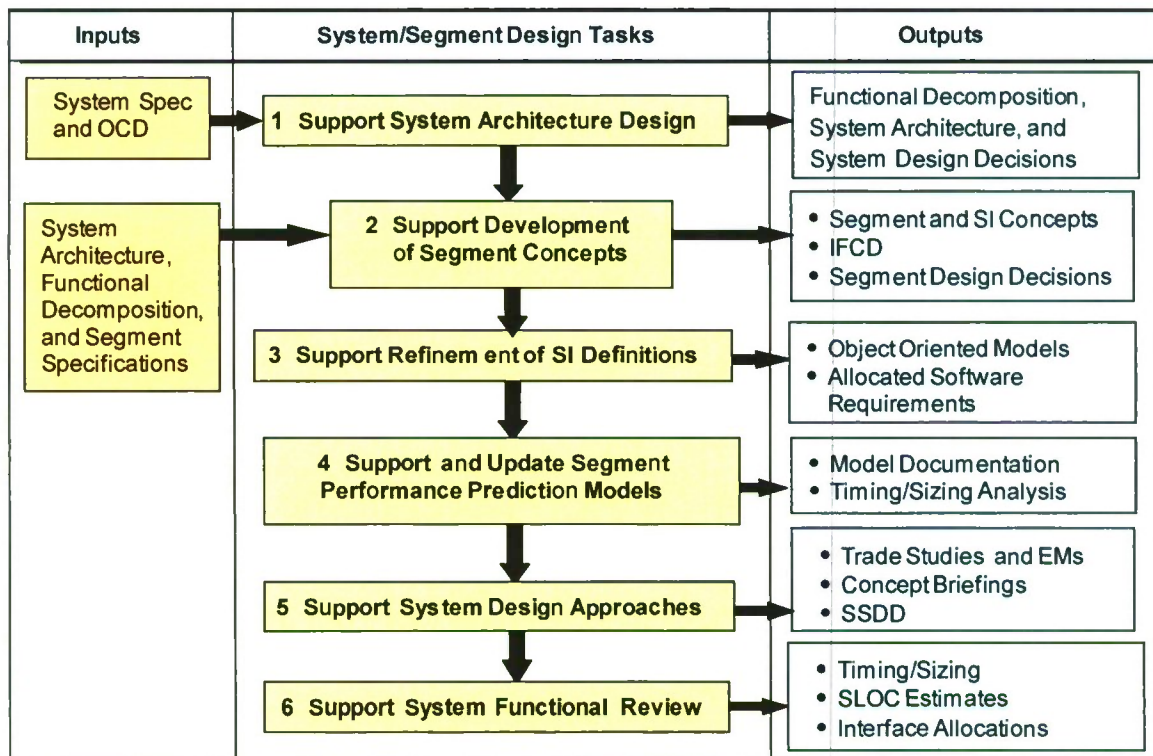 Inputs
System/Segment Design Tasks
Outputs
System Spec
and OCD
1 Support System Architecture Design
Functional Decomposition,
System Architecture, and
System Design Decisions
System
Architecture,
Functional
Decomposition,
and Segment
Specifications
2 Support Development
of Segment Concepts
• Segment and SI Concepts
• IFCD
• Segment Design Decisions
3 Support Refinement of SI Definitions
• Object Oriented Models
• Allocated Software
Requirements
4 Support and Update Segment
Performance Prediction Models
• Model Documentation
• Timing/Sizing Analysis
5 Support System Design Approaches
• Trade Studies and EMs
• Concept Briefings
• SSDD
6 Support System Functional Review
• Timing/Sizing
• SLOC Estimates
• Interface Allocations